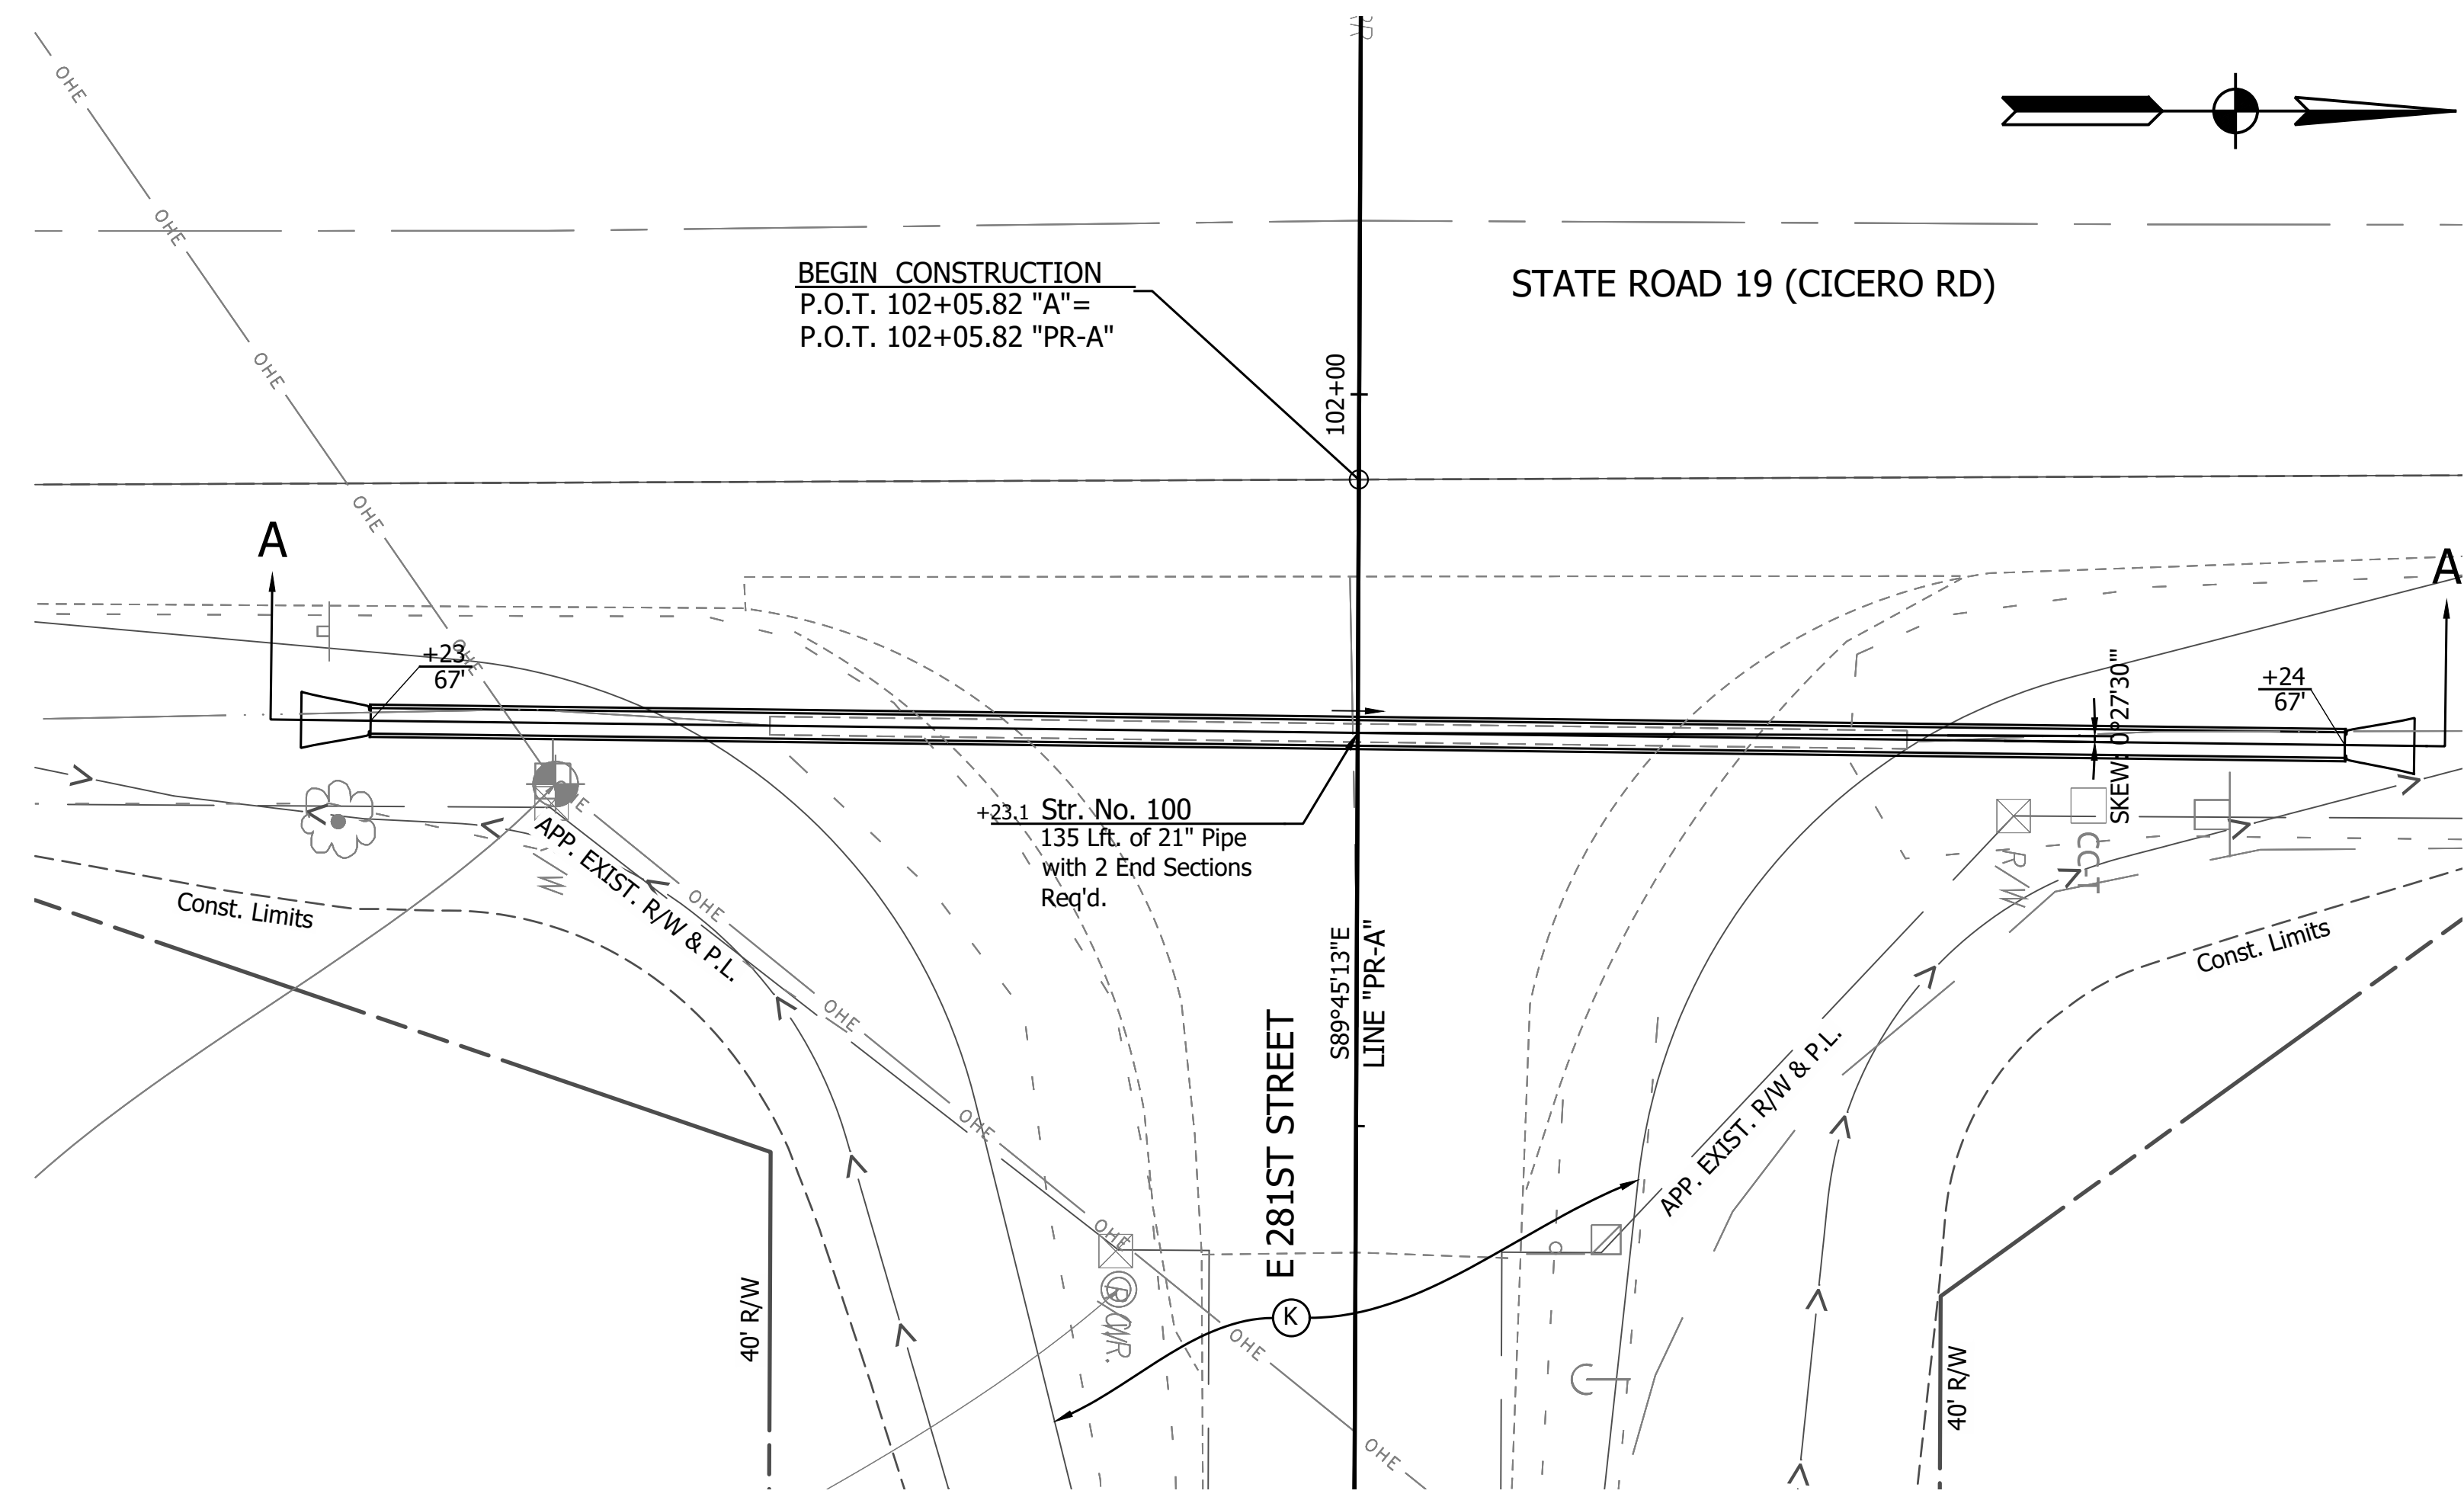 OHE
OHE
OHE
OHE
OHE
BEGIN CONSTRUCTION
P.O.T. 102+05.82 "A"=
P.O.T. 102+05.82 "PR-A"
STATE ROAD 19 (CICERO RD)
102+00
A
A
+23
67'
+24
67'
SKEW: 0°27'30"'
+23.1 Str. No. 100
135 Lft. of 21" Pipe
with 2 End Sections
Req'd.
APP. EXIST. R/W & P.L.
Const. Limits
R/W
CC-T
Const. Limits
OHE
OHE
OHE
OHE
OHE
OHE
S89°45'13"E
LINE "PR-A"
E 281ST STREET
APP. EXIST. R/W & P.L.
K
40' R/W
40' R/W